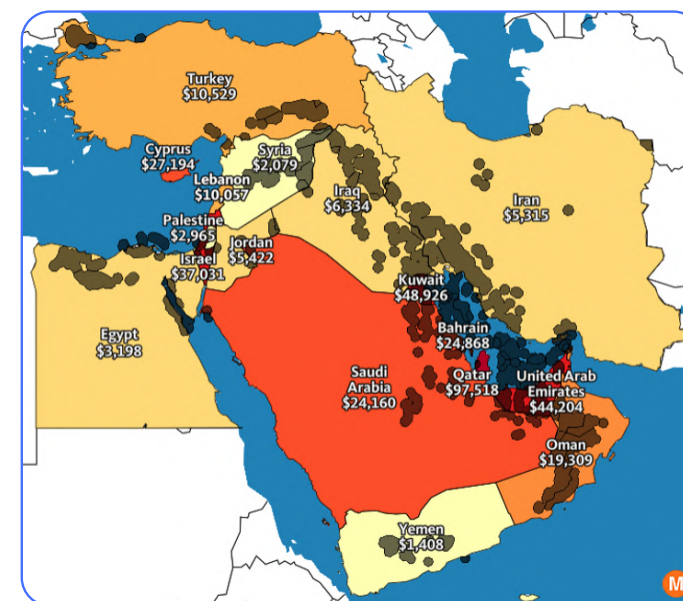 Turkey
$10,529
Cyprus
$27,194
Syria
$2,079
Lebanon
$10,057
Iraq
$6,334
Iran
$5,315
Palestine
$2,965
Jordan
$5,422
Israel
$37,031
Kuwait
$48,926
Egypt
$3,198
Bahrain
$24,868
Saudi
Arabia
$24,160
Qatar
$97,518
United Arab
Emirates
$44,204
Oman
$19,309
Yemen
$1,408
M